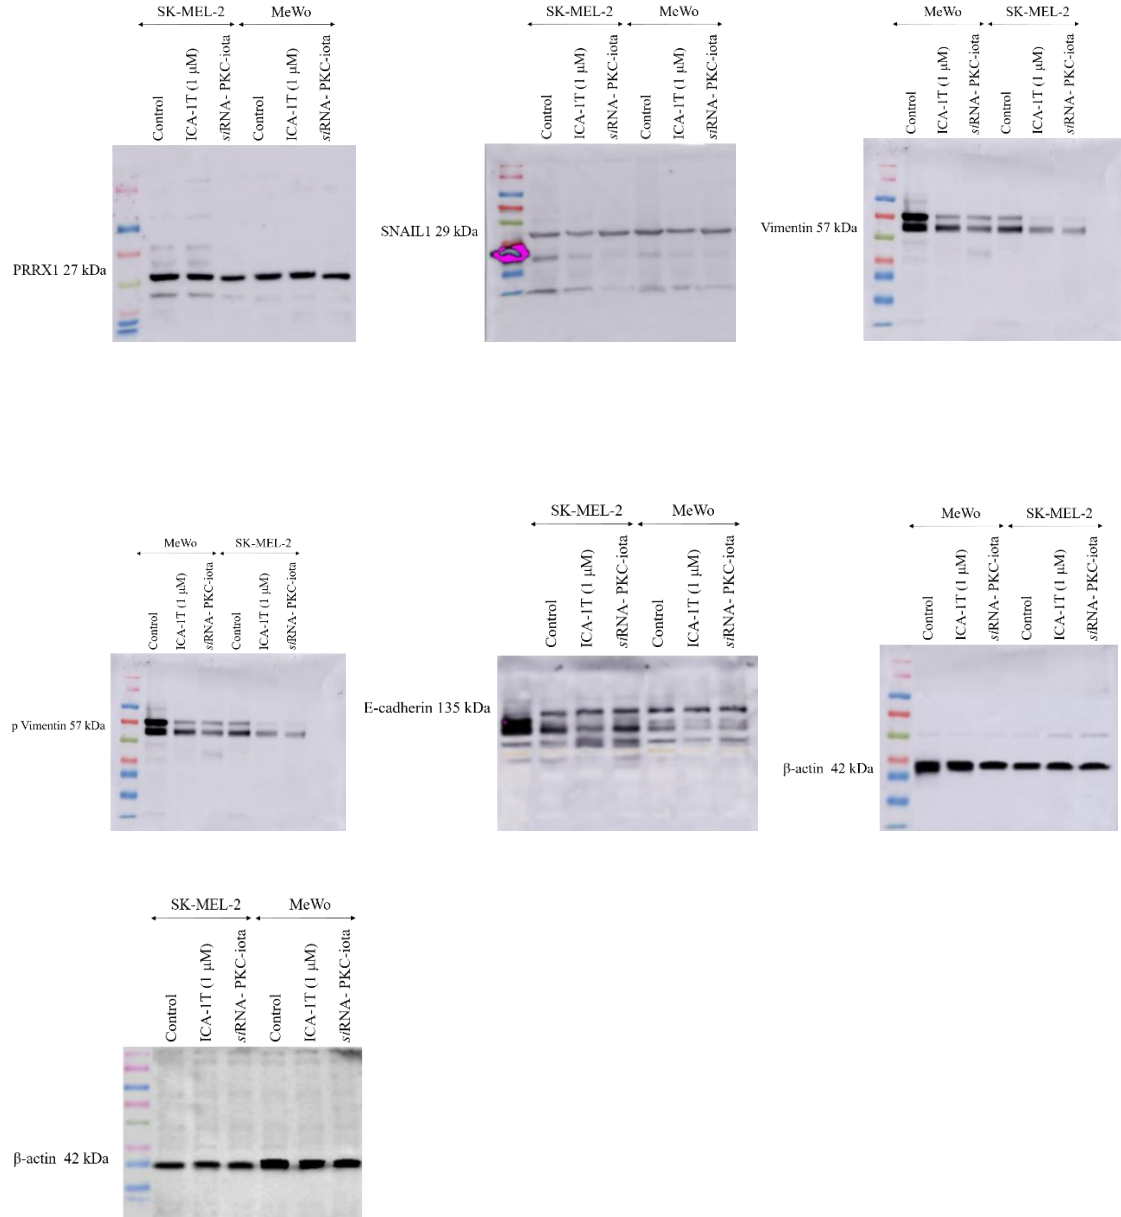 SK-MEL-2 MeWo
Control
ICA-1T (1 µM)
siRNA- PKC-iota
Control
ICA-1T (1 µM)
siRNA- PKC-iota
PRRX1 27 kDa
SK-MEL-2 MeWo
Control
ICA-1T (1 µM)
siRNA- PKC-iota
Control
ICA-1T (1 µM)
siRNA- PKC-iota
SNAIL1 29 kDa
MeWo SK-MEL-2
Control
ICA-1T (1 µM)
siRNA- PKC-iota
Control
ICA-1T (1 µM)
siRNA- PKC-iota
Vimentin 57 kDa
MeWo SK-MEL-2
Control
ICA-1T (1 µM)
siRNA- PKC-iota
Control
ICA-1T (1 µM)
siRNA- PKC-iota
p Vimentin 57 kDa
SK-MEL-2 MeWo
Control
ICA-1T (1 µM)
siRNA- PKC-iota
Control
ICA-1T (1 µM)
siRNA- PKC-iota
E-cadherin 135 kDa
MeWo SK-MEL-2
Control
ICA-1T (1 µM)
siRNA- PKC-iota
Control
ICA-1T (1 µM)
siRNA- PKC-iota
β-actin 42 kDa
SK-MEL-2 MeWo
Control
ICA-1T (1 µM)
siRNA- PKC-iota
Control
ICA-1T (1 µM)
siRNA- PKC-iota
β-actin 42 kDa